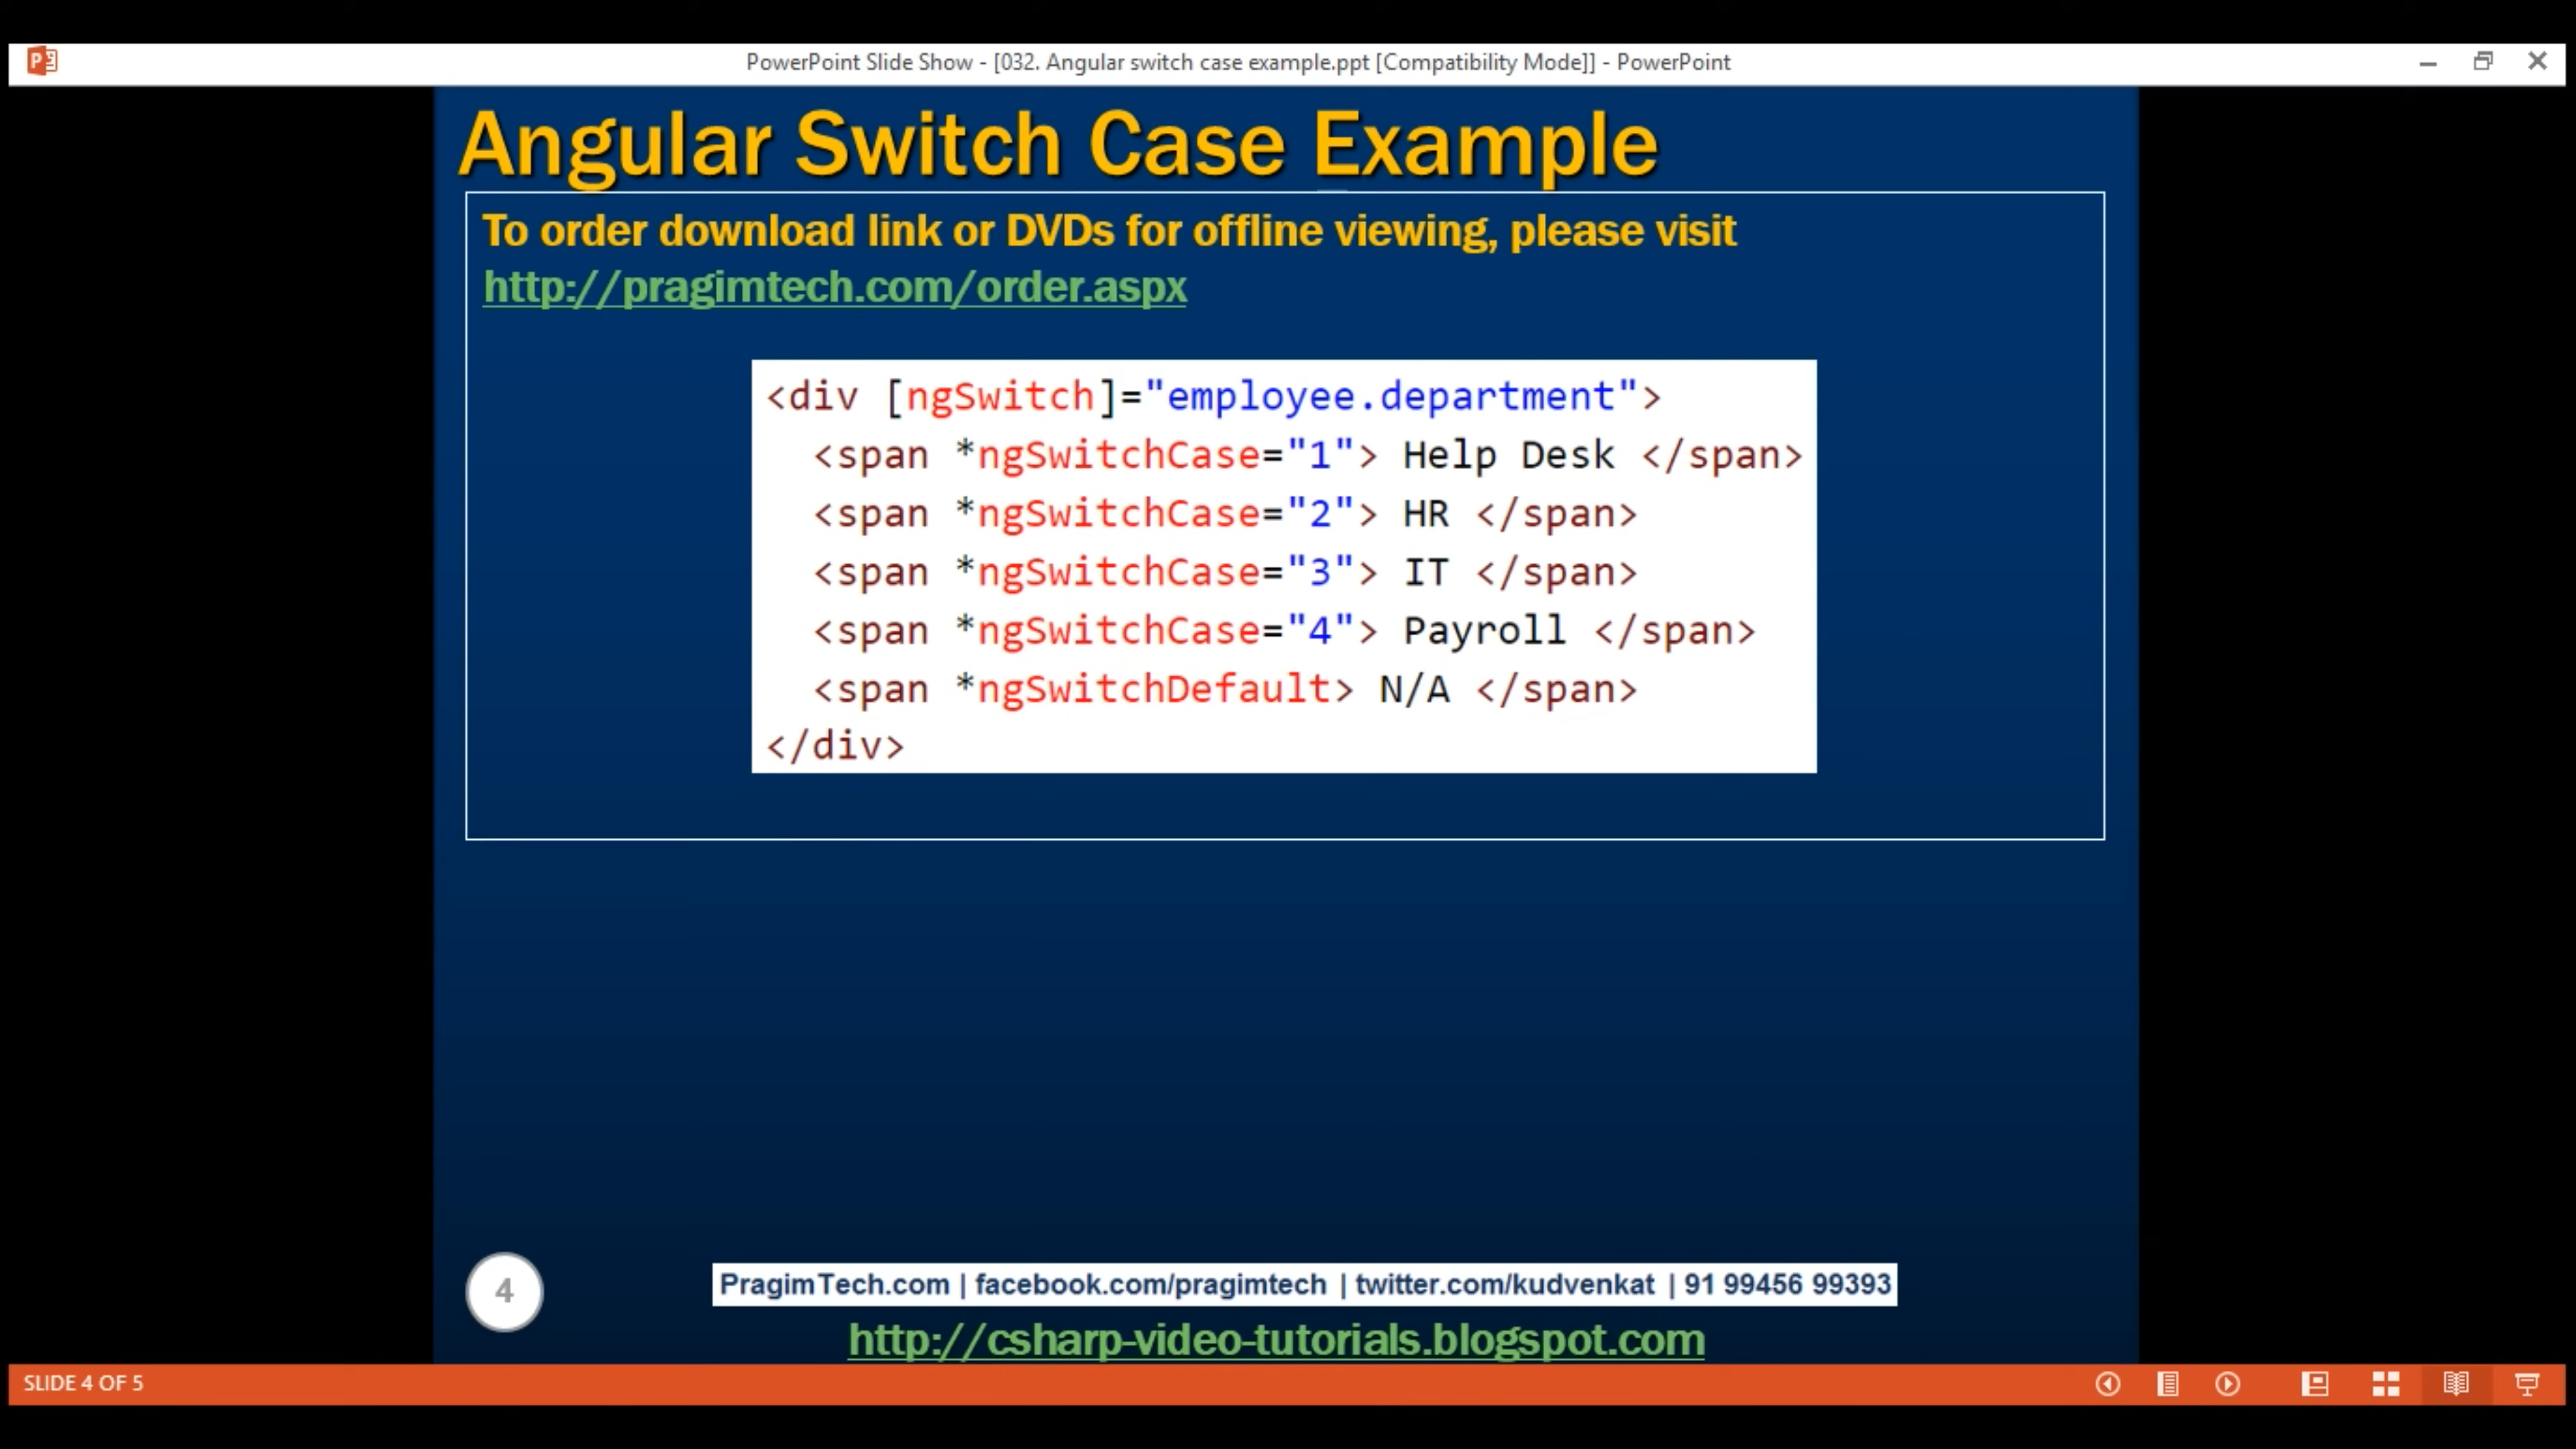 PowerPoint Slide Show - [032. Angular switch case example.ppt [Compatibility Mode]] - PowerPoint
Angular Switch Case Example
To order download link or DVDs for offline viewing, please visit
http://pragimtech.com/order.aspx
<div [ngSwitch]="employee.department">
<span *ngSwitchCase="1"> Help Desk </span>
<span *ngSwitchCase="2"> HR </span>
<span *ngSwitchCase="3"> IT </span>
<span *ngSwitchCase="4"> Payroll </span>
<span *ngSwitchDefault> N/A </span>
</div>
4
PragimTech.com | facebook.com/pragimtech | twitter.com/kudvenkat | 91 99456 99393
http://csharp-video-tutorials.blogspot.com
SLIDE 4 OF 5